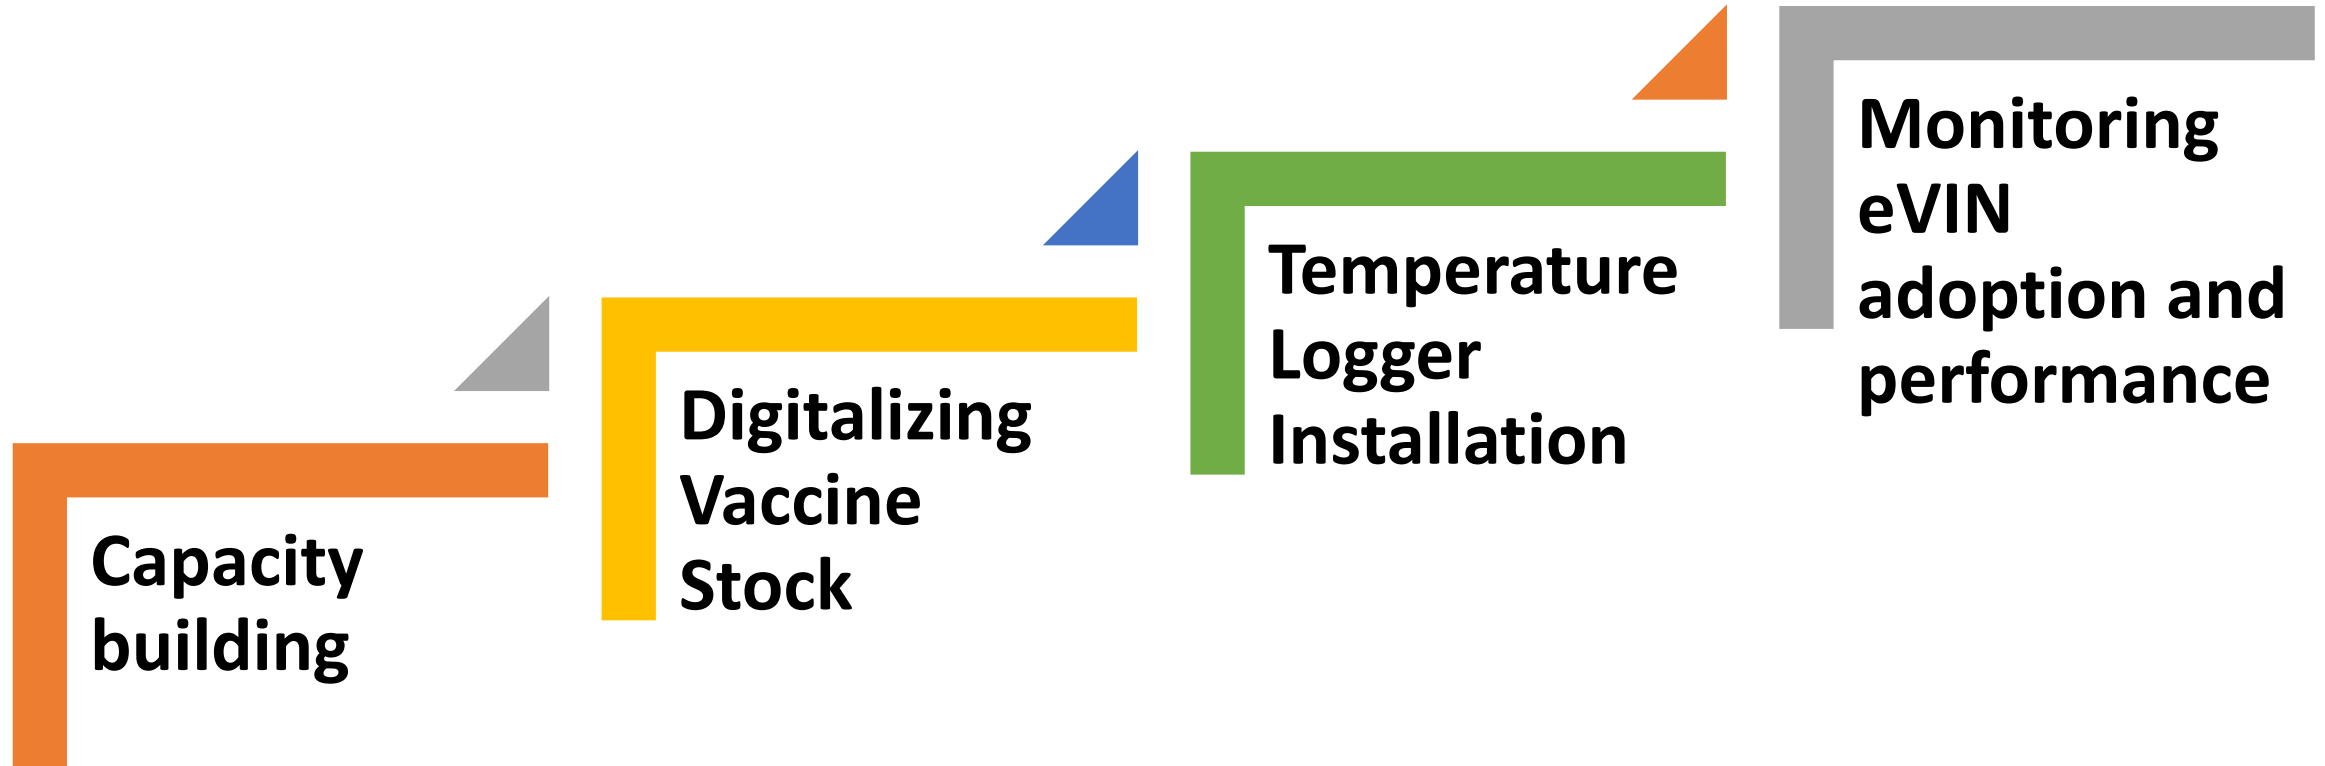 Capacity
building
Digitalizing
Vaccine
Stock
Temperature
Logger
Installation
Monitoring
eVIN
adoption and
performance